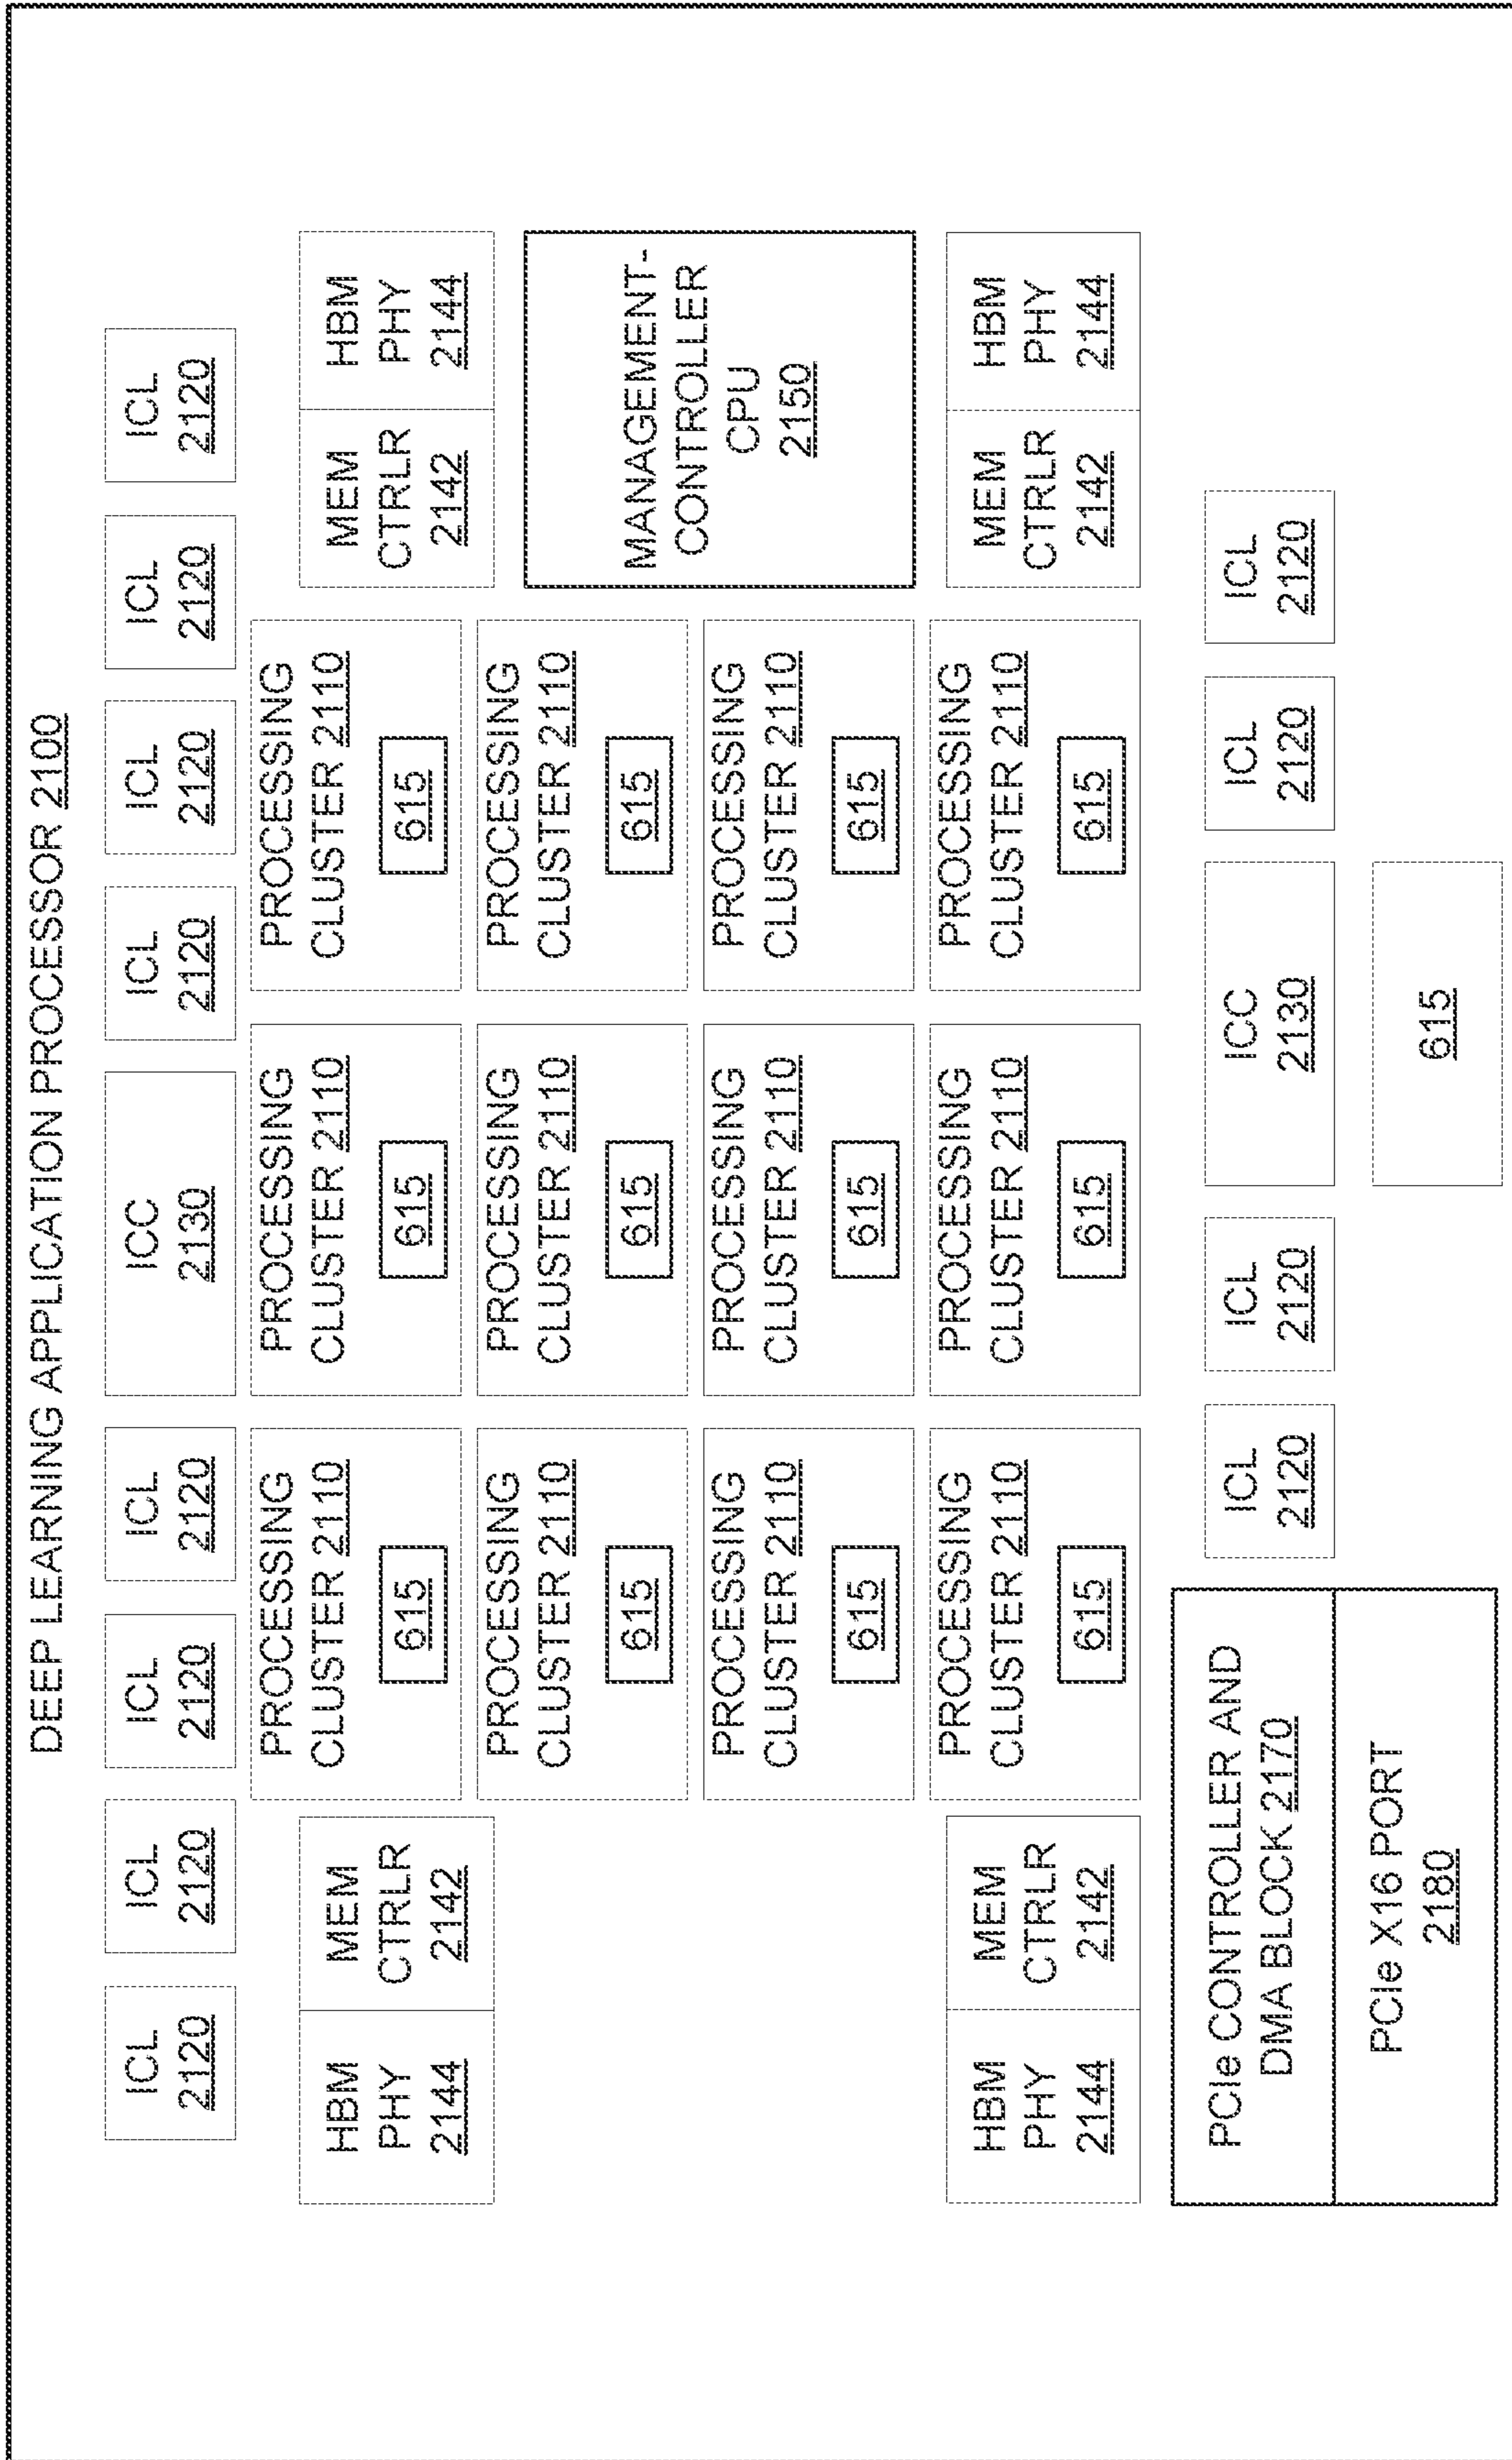 DEEP LEARNING APPLICATION PROCESSOR 2100
ICL
2120
ICL
2120
ICL
2120
ICL
2120
ICC
2130
ICL
2120
ICL
2120
ICL
2120
ICL
2120
HBM
PHY
2144
MEM
CTRLR
2142
PROCESSING
CLUSTER 2110
615
PROCESSING
CLUSTER 2110
615
PROCESSING
CLUSTER 2110
615
MEM
CTRLR
2142
HBM
PHY
2144
PROCESSING
CLUSTER 2110
615
PROCESSING
CLUSTER 2110
615
PROCESSING
CLUSTER 2110
615
MANAGEMENT-
CONTROLLER
CPU
2150
PROCESSING
CLUSTER 2110
615
PROCESSING
CLUSTER 2110
615
PROCESSING
CLUSTER 2110
615
HBM
PHY
2144
MEM
CTRLR
2142
PROCESSING
CLUSTER 2110
615
PROCESSING
CLUSTER 2110
615
PROCESSING
CLUSTER 2110
615
MEM
CTRLR
2142
HBM
PHY
2144
PCIe CONTROLLER AND
DMA BLOCK 2170
ICL
2120
ICL
2120
ICC
2130
ICL
2120
ICL
2120
PCIe X16 PORT
2180
615